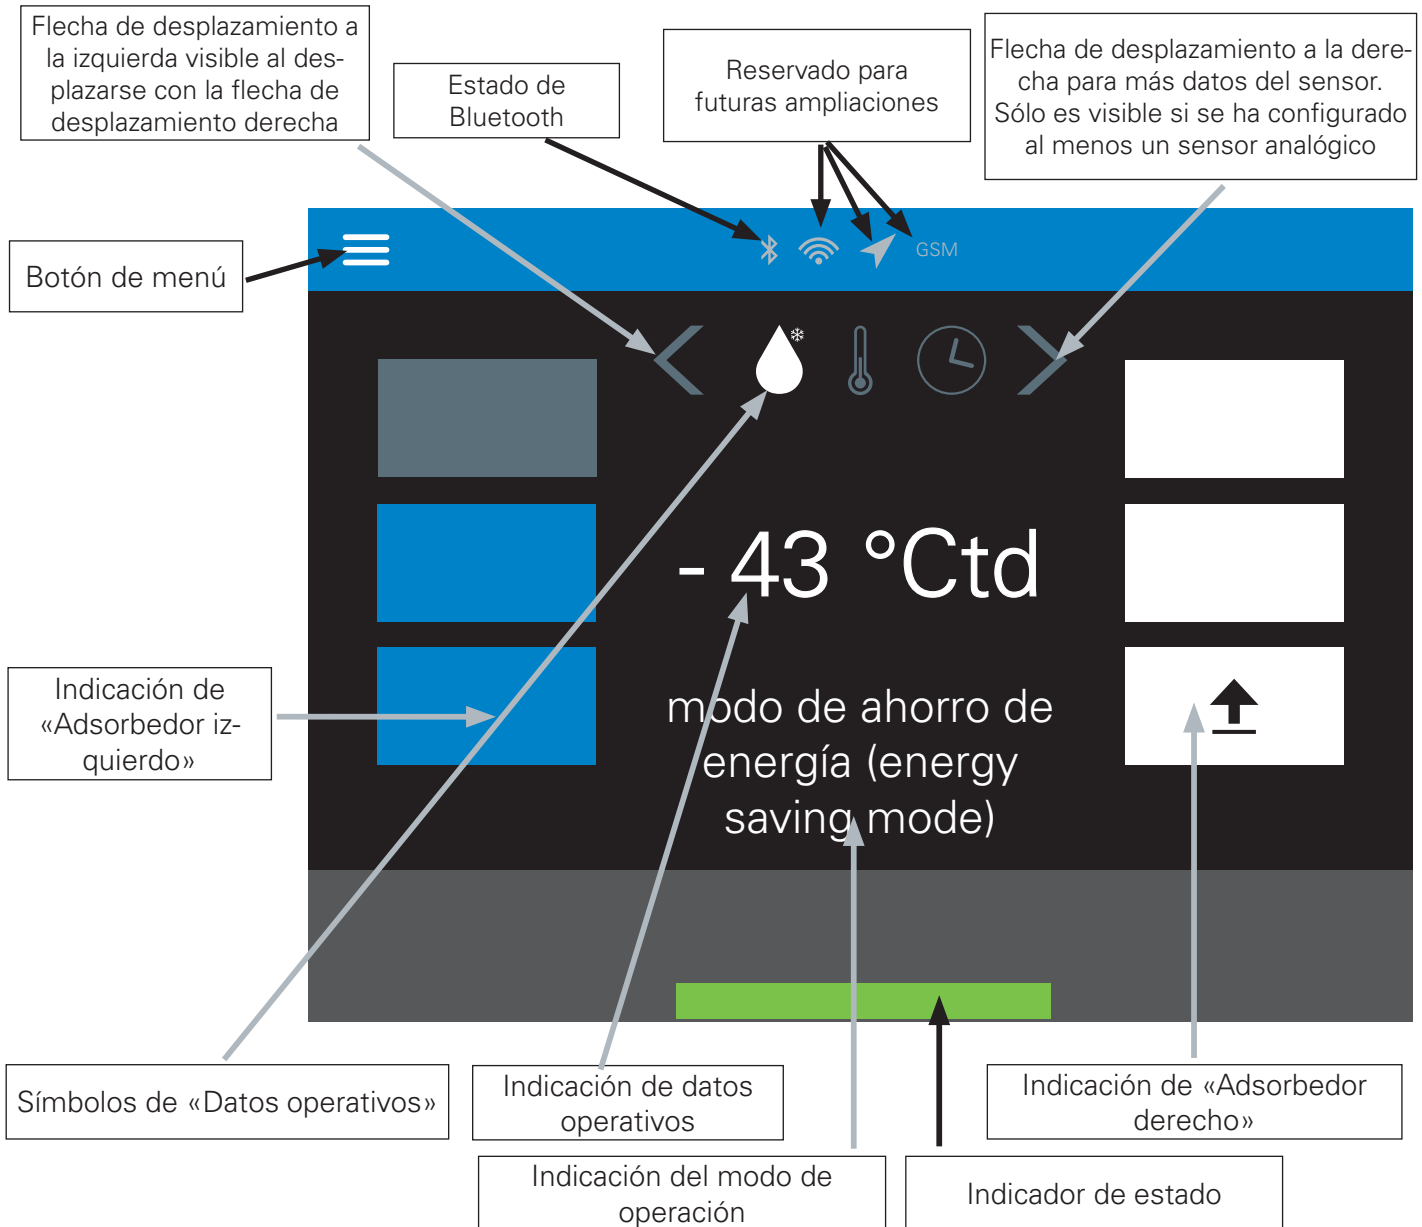 Flecha de desplazamiento a
la izquierda visible al des-
plazarse con la flecha de
desplazamiento derecha
Estado de
Bluetooth
Reservado para
futuras ampliaciones
Flecha de desplazamiento a la dere-
cha para más datos del sensor.
Sólo es visible si se ha configurado
al menos un sensor analógico
Botón de menú
GSM
- 43 °Ctd
Indicación de
«Adsorbedor iz-
quierdo»
modo de ahorro de
energía (energy
saving mode)
Símbolos de «Datos operativos»
Indicación de datos
operativos
Indicación de «Adsorbedor
derecho»
Indicación del modo de
operación
Indicador de estado